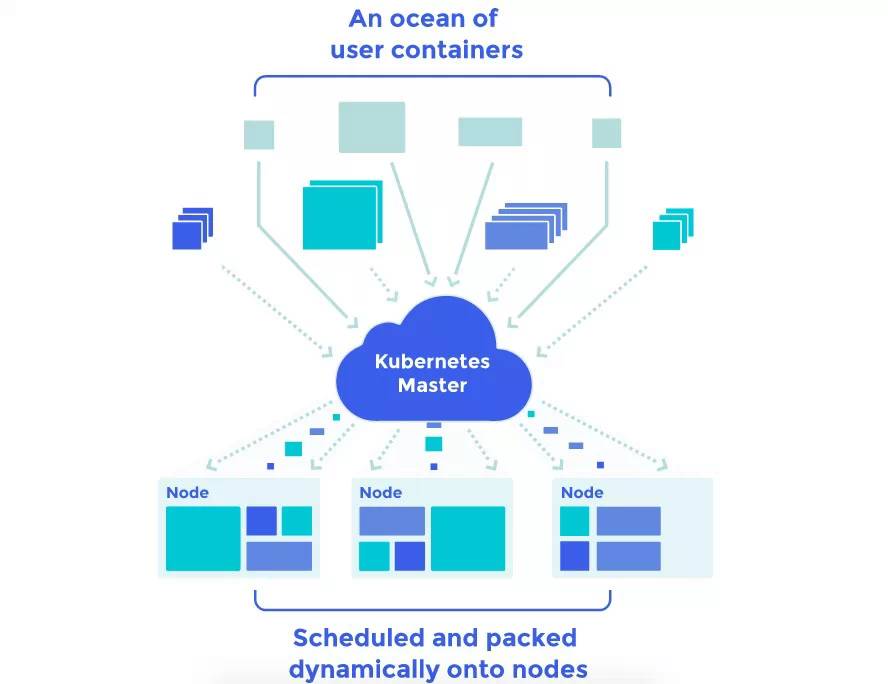 An ocean of
user containers
Kubernetes
Master
Node
Node
Node
Scheduled and packed
dynamically onto nodes